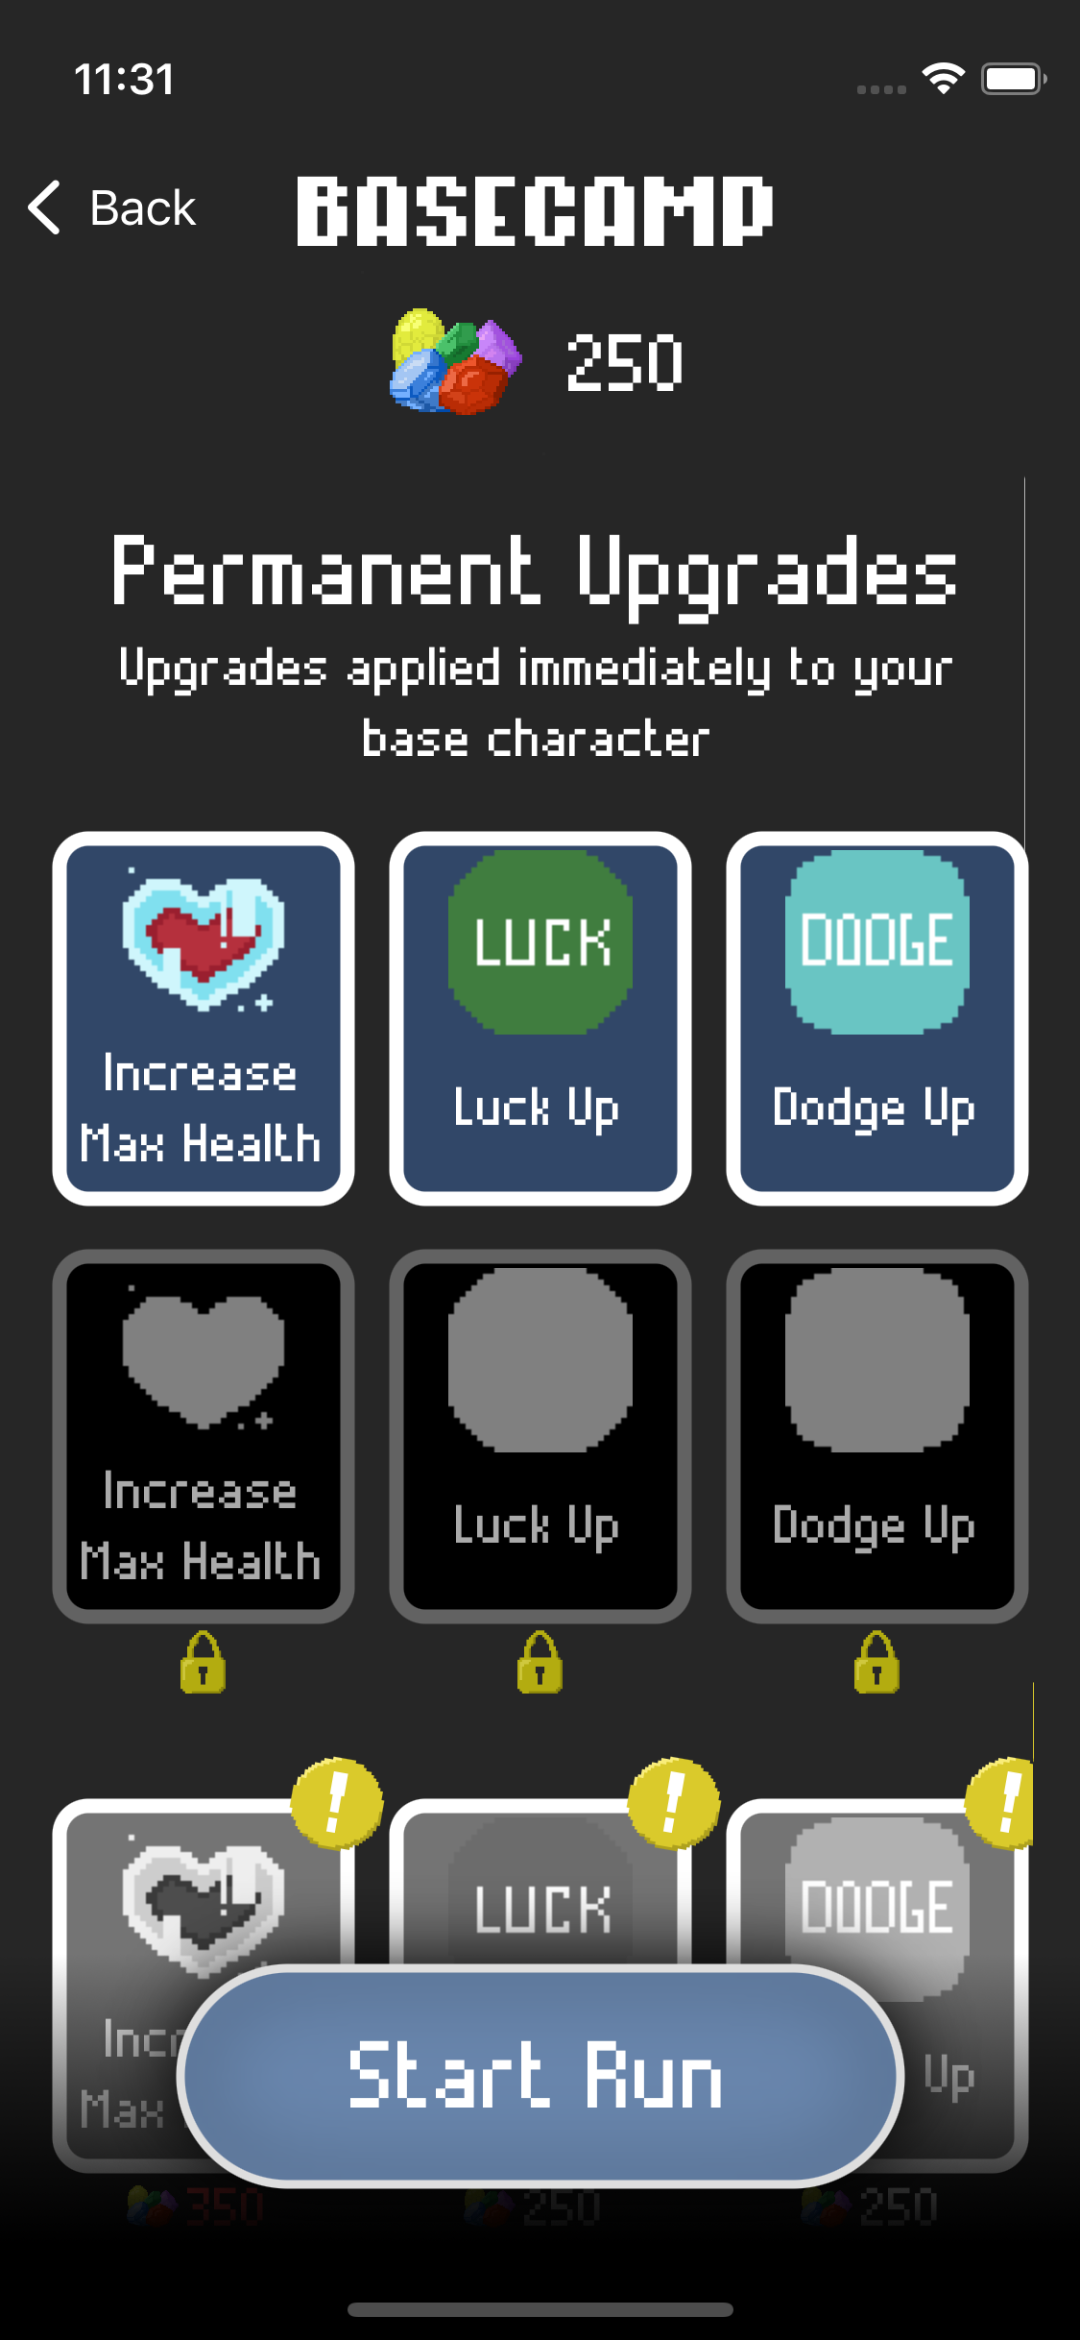 11:31
Back
BASECAMP
250
Permanent Upgrades
Upgrades applied immediately to your
base character
LUCK
DODGE
Increase
Max Health
Luck Up
Dodge Up
Increase
Max Health
Luck Up
Dodge Up
!
!
!
LUCK
DODGE
Max
Up
Start Run
350
250
250